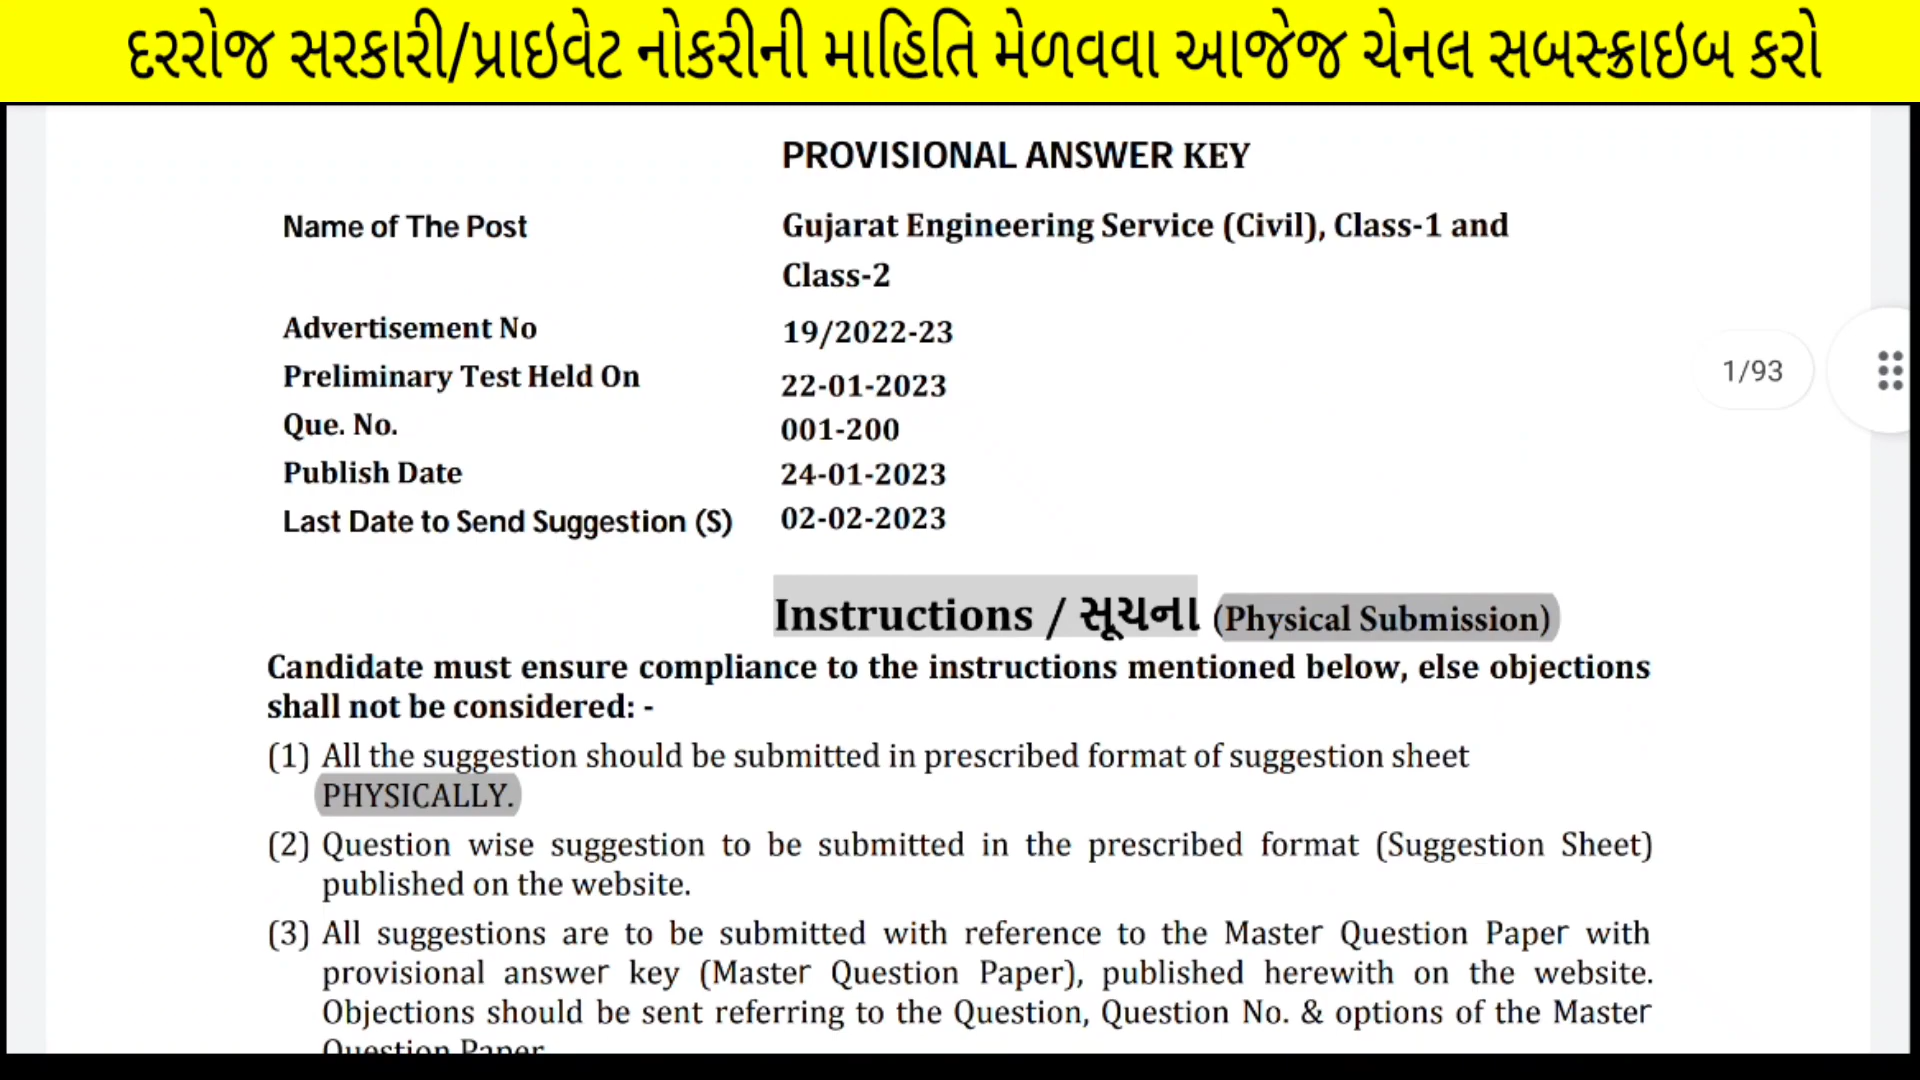 દરરોજ સરકારી/પ્રાઇવેટ નોકરીની માહિતિ મેળવવા આજેજ ચેનલ સબસ્ક્રાઇબ કરો
PROVISIONAL ANSWER KEY
Name of The Post Gujarat Engineering Service (Civil), Class-1 and
Class-2
Advertisement No 19/2022-23
Preliminary Test Held On 22-01-2023
Que. No. 001-200
Publish Date 24-01-2023
Last Date to Send Suggestion (S) 02-02-2023
1/93
Instructions / સૂચના (Physical Submission)
Candidate must ensure compliance to the instructions mentioned below, else objections
shall not be considered: -
(1) All the suggestion should be submitted in prescribed format of suggestion sheet
PHYSICALLY.
(2) Question wise suggestion to be submitted in the prescribed format (Suggestion Sheet)
published on the website.
(3) All suggestions are to be submitted with reference to the Master Question Paper with
provisional answer key (Master Question Paper), published herewith on the website.
Objections should be sent referring to the Question, Question No. & options of the Master
Question Paper